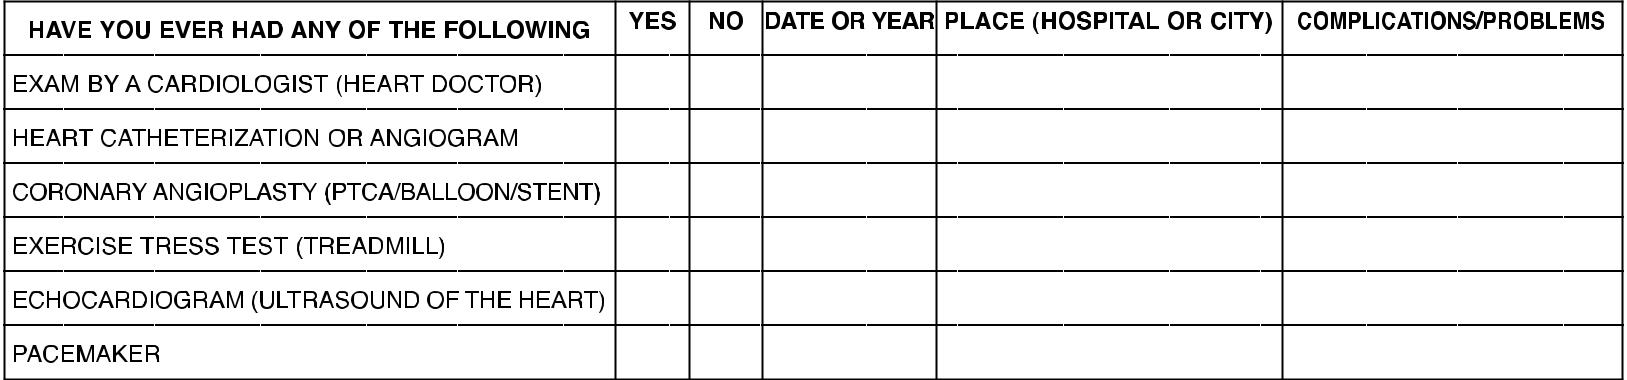 HAVE YOU EVER HAD ANY OF THE FOLLOWING YES NO DATE OR YEAR PLACE (HOSPITAL OR CITY) COMPLICATIONS/PROBLEMS
EXAM BY A CARDIOLOGIST (HEART DOCTOR)
HEART CATHETERIZATION OR ANGIOGRAM
CORONARY ANGIOPLASTY (PTCA/BALLOON/STENT)
EXERCISE TRESS TEST (TREADMILL)
ECHOCARDIOGRAM (ULTRASOUND OF THE HEART)
PACEMAKER